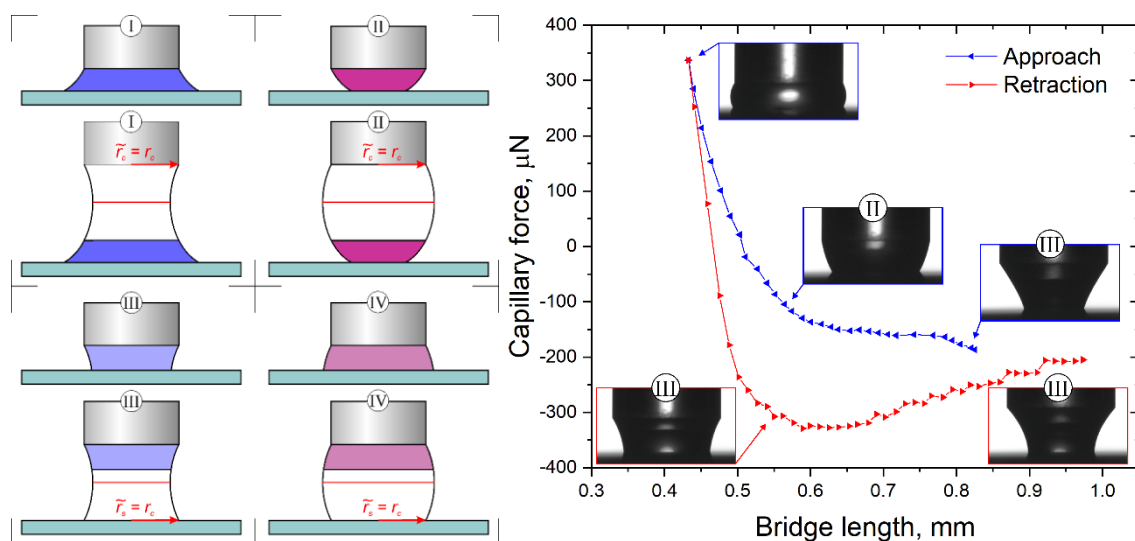 I
II
I
II
r̃c = rc
r̃c = rc
III
IV
III
IV
r̃s = rc
r̃s = rc
Capillary force, µN
400
300
200
100
0
-100
-200
-300
-400
Approach
Retraction
II
III
III
III
0.3 0.4 0.5 0.6 0.7 0.8 0.9 1.0
Bridge length, mm